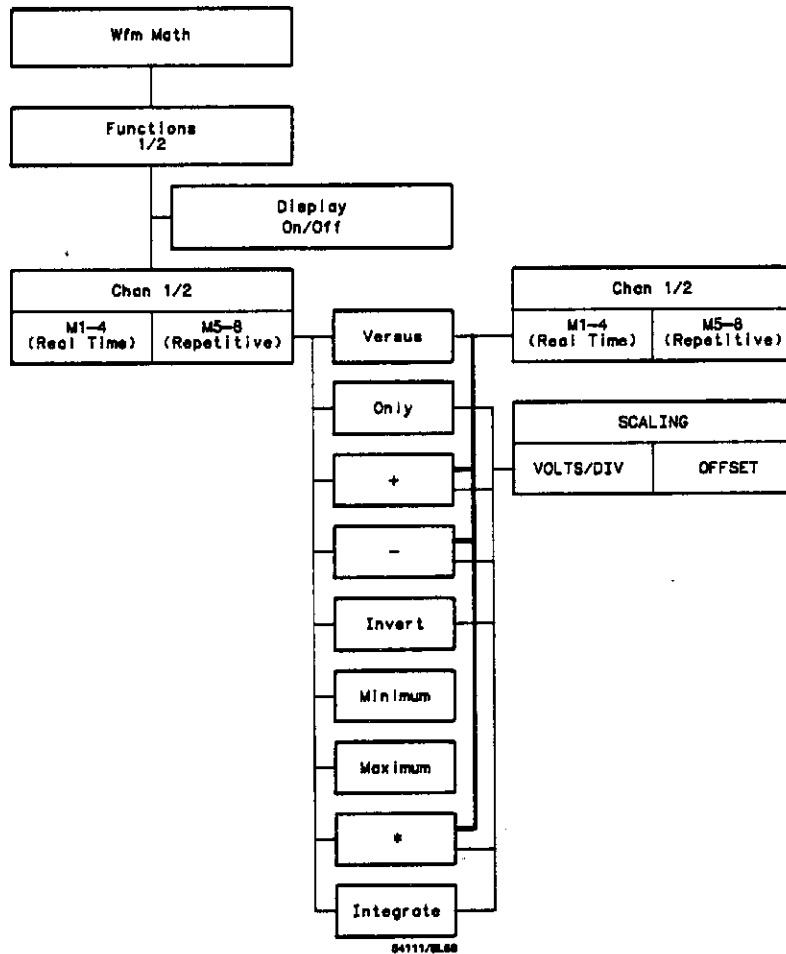 Wfm Math
Functions
1/2
Display
On/Off
Chan 1/2
M1-4
(Real Time)
M5-8
(Repetitive)
Versus
Only
+
-
Invert
Minimum
Maximum
*
Integrate
Chan 1/2
M1-4
(Real Time)
M5-8
(Repetitive)
SCALING
VOLTS/DIV
OFFSET